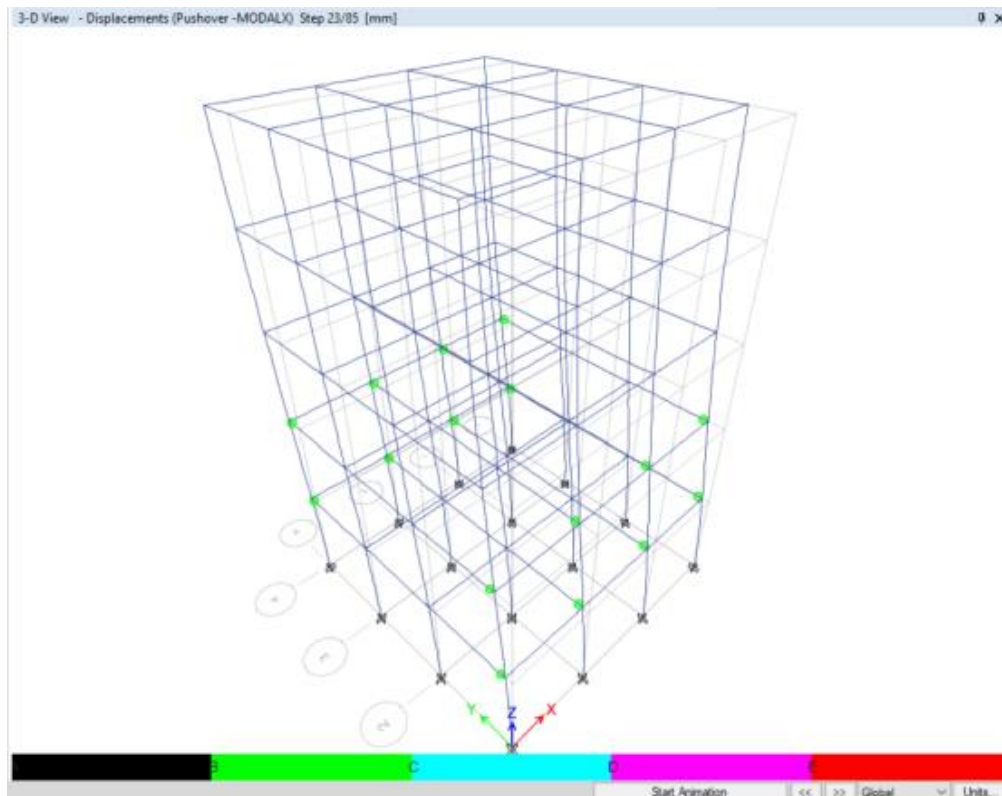 3-D View - Displacements (Pushover -MODALX) Step 23/85 [mm]
Y Z X
B C D E
Start Animation << >> Global Units...